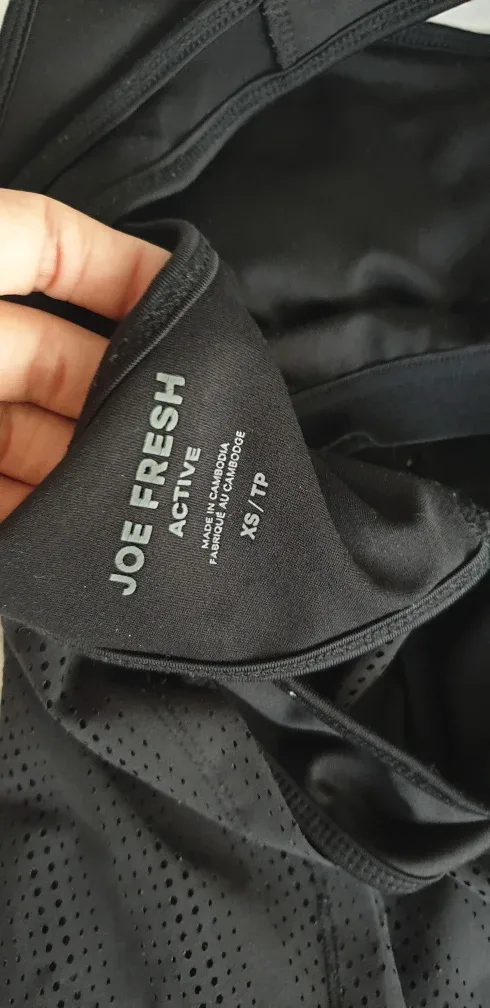 JOE FRESH
ACTIVE
MADE IN CAMBODIA
FABRIQUÉ AU CAMBODGE
XS / TP